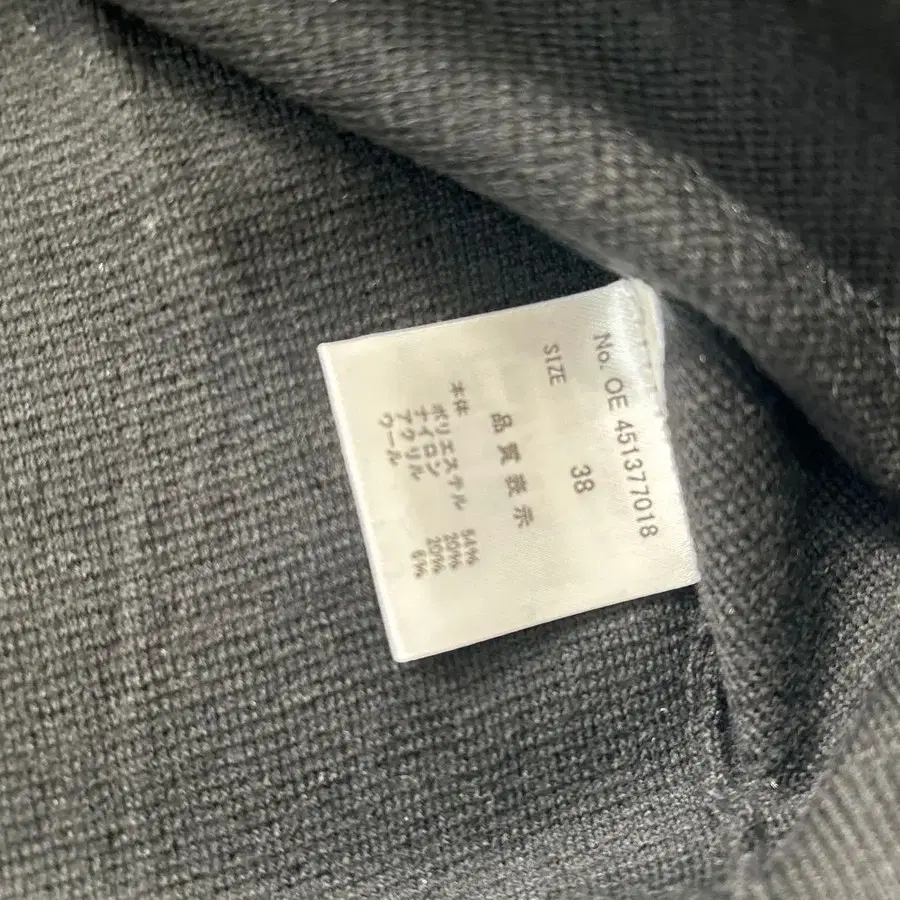 No. OE 451377018
SIZE 38
品質表示
本体
ポリエステル 54%
ナイロン 20%
アクリル 20%
ウール 6%